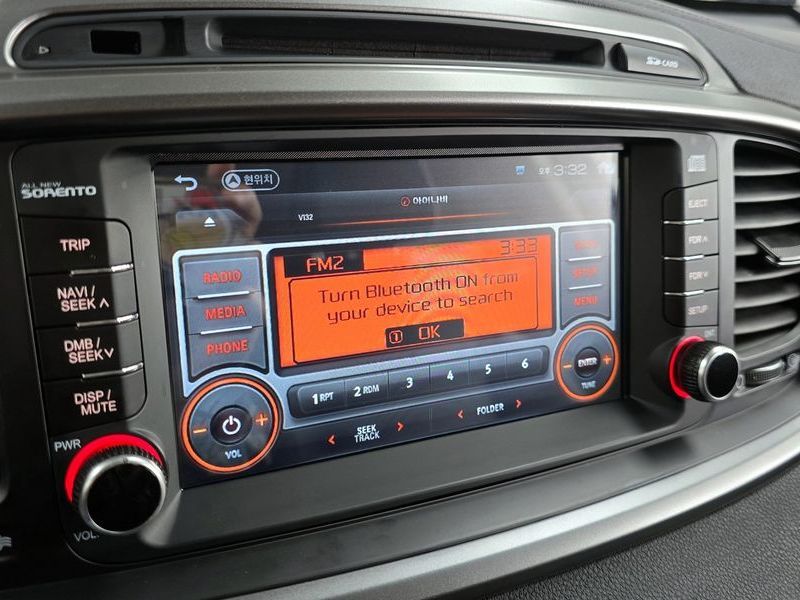 SD CARD
ALL NEW
SORENTO
TRIP
NAVI /
SEEK ∧
DMB /
SEEK ∨
DISP /
MUTE
PWR
VOL
현위치
오후 3:32
아이나비
V132
RADIO
MEDIA
PHONE
FM2
3:33
Turn Bluetooth ON from
your device to search
1 OK
SETUP
MENU
1 RPT
2 RDM
3
4
5
6
ENTER
TUNE
VOL
SEEK
TRACK
FOLDER
EJECT
FDR ∧
FDR ∨
SETUP